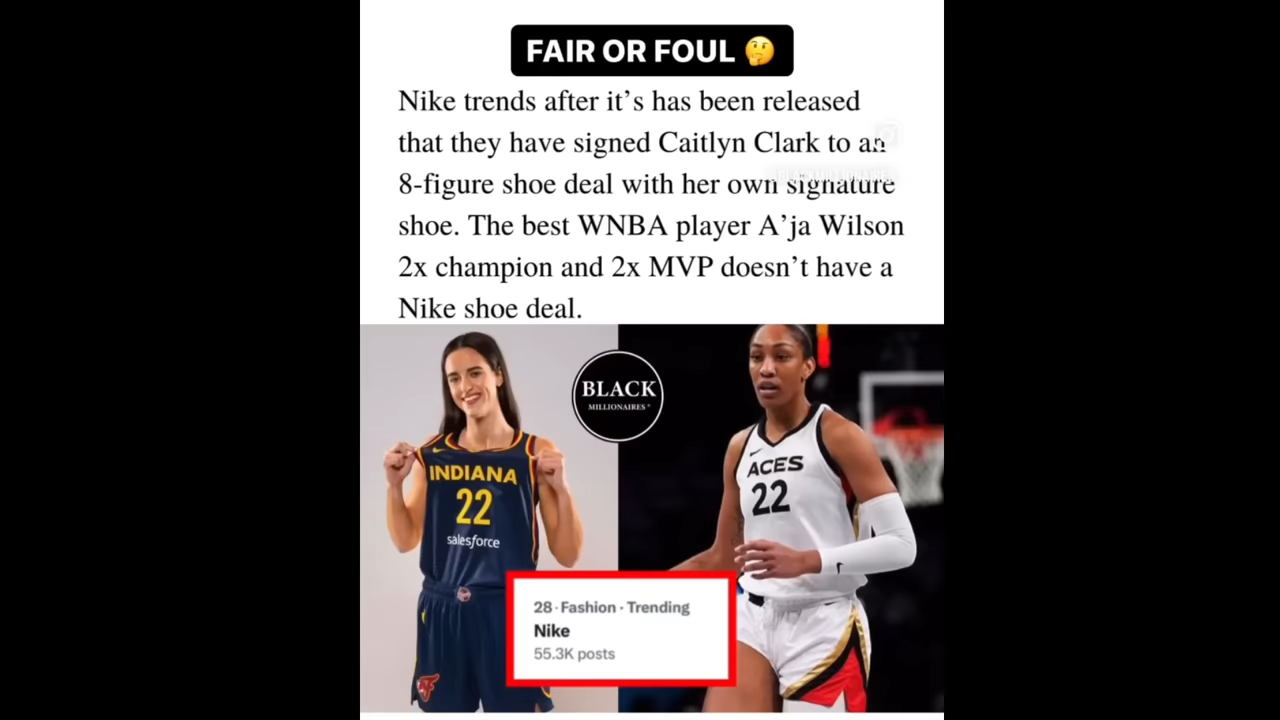 FAIR OR FOUL 🤔
Nike trends after it’s has been released
that they have signed Caitlyn Clark to an
8-figure shoe deal with her own signature
shoe. The best WNBA player A’ja Wilson
2x champion and 2x MVP doesn’t have a
Nike shoe deal.
BLACK
MILLIONAIRES
INDIANA
22
salesforce
ACES
22
28 · Fashion · Trending
Nike
55.3K posts